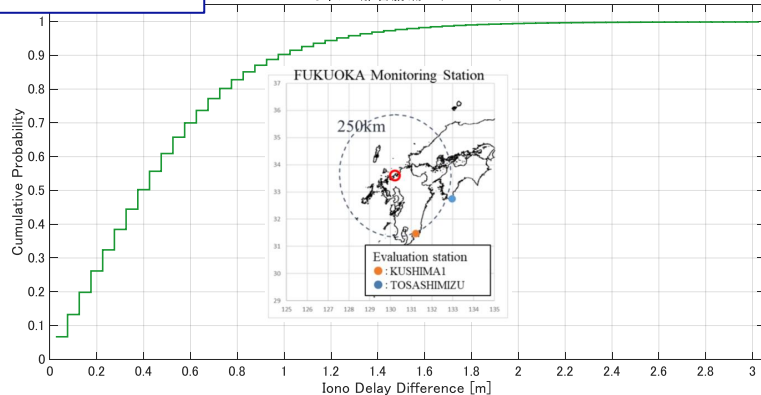 1
0.9
0.8
0.7
0.6
0.5
0.4
0.3
0.2
0.1
0
Cumulative Probability
FUKUOKA Monitoring Station
37
36
35
34
33
32
31
30
29
250km
Evaluation station
: KUSHIMA1
: TOSASHIMIZU
125 126 127 128 129 130 131 132 133 134 135
0 0.2 0.4 0.6 0.8 1 1.2 1.4 1.6 1.8 2 2.2 2.4 2.6 2.8 3
Iono Delay Difference [m]